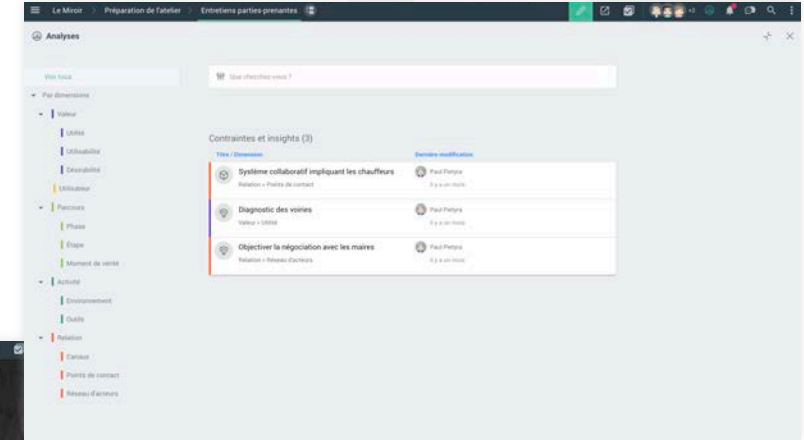 Le Miroir > Préparation de l'atelier > Entretiens parties-prenantes
+3
Analyses
Voir tous
Que cherchez-vous ?
Par dimensions
Valeur
Utilité
Utilisabilité
Désirabilité
Utilisateur
Parcours
Phase
Étape
Moment de vérité
Activité
Environnement
Outils
Relation
Canaux
Points de contact
Réseau d'acteurs
Contraintes et insights (3)
Titre / Dimension
Dernière modification
Système collaboratif impliquant les chauffeurs
Paul Pietyra
Relation > Points de contact
Il y a un mois
Diagnostic des voiries
Paul Pietyra
Valeur > Utilité
Il y a un mois
Objectiver la négociation avec les maires
Paul Pietyra
Relation > Réseau d'acteurs
Il y a un mois